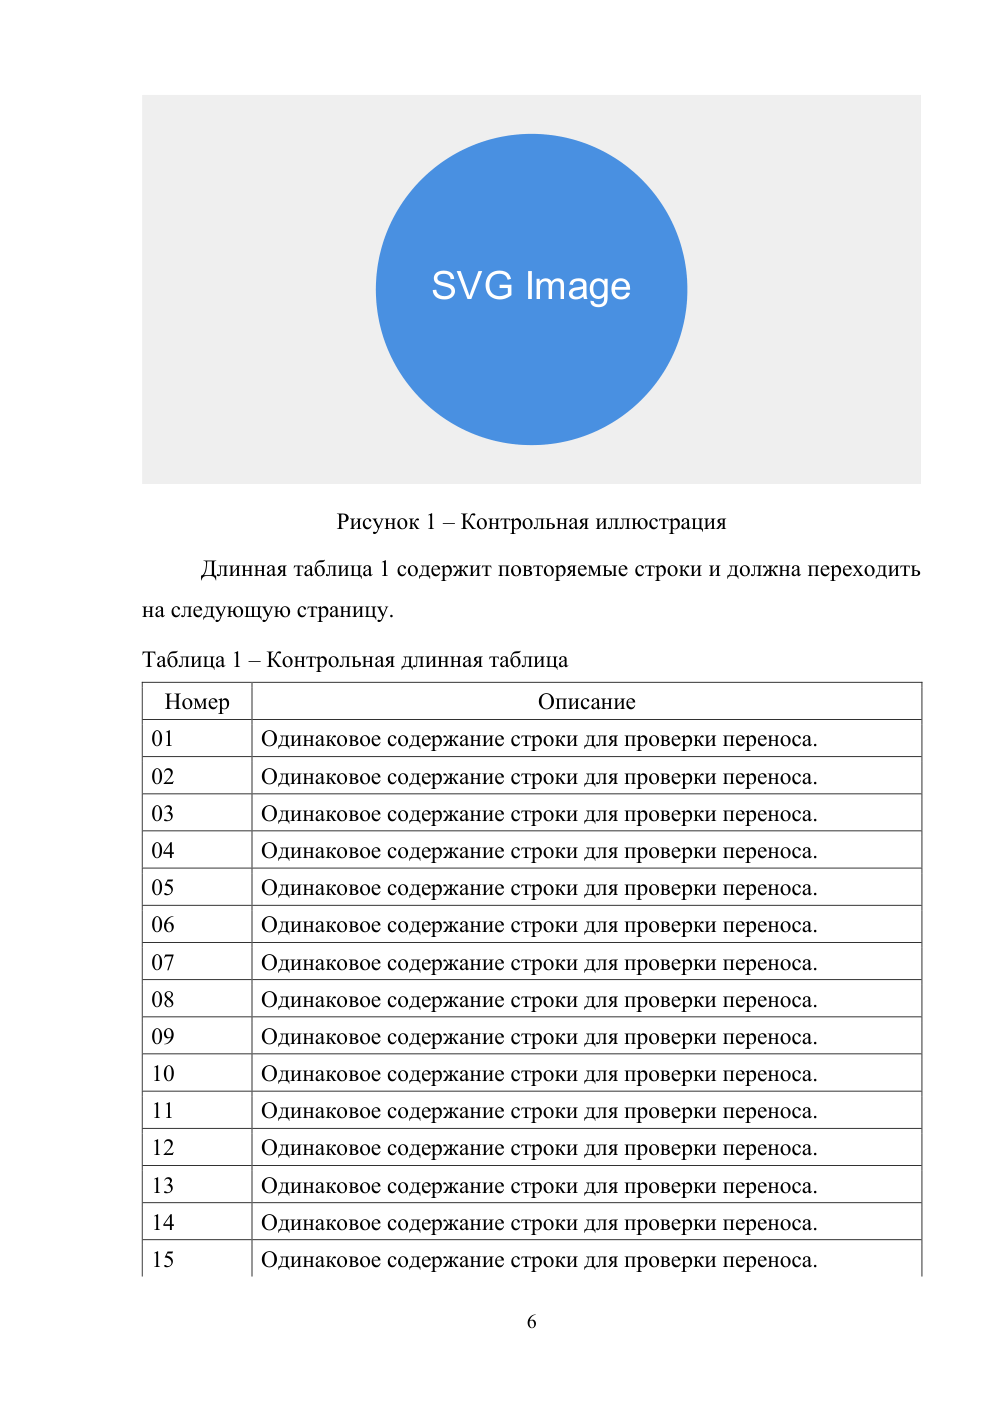 SVG Image
Рисунок 1 – Контрольная иллюстрация
Длинная таблица 1 содержит повторяемые строки и должна переходить
на следующую страницу.
Таблица 1 – Контрольная длинная таблица
Номер Описание
01 Одинаковое содержание строки для проверки переноса.
02 Одинаковое содержание строки для проверки переноса.
03 Одинаковое содержание строки для проверки переноса.
04 Одинаковое содержание строки для проверки переноса.
05 Одинаковое содержание строки для проверки переноса.
06 Одинаковое содержание строки для проверки переноса.
07 Одинаковое содержание строки для проверки переноса.
08 Одинаковое содержание строки для проверки переноса.
09 Одинаковое содержание строки для проверки переноса.
10 Одинаковое содержание строки для проверки переноса.
11 Одинаковое содержание строки для проверки переноса.
12 Одинаковое содержание строки для проверки переноса.
13 Одинаковое содержание строки для проверки переноса.
14 Одинаковое содержание строки для проверки переноса.
15 Одинаковое содержание строки для проверки переноса.
6